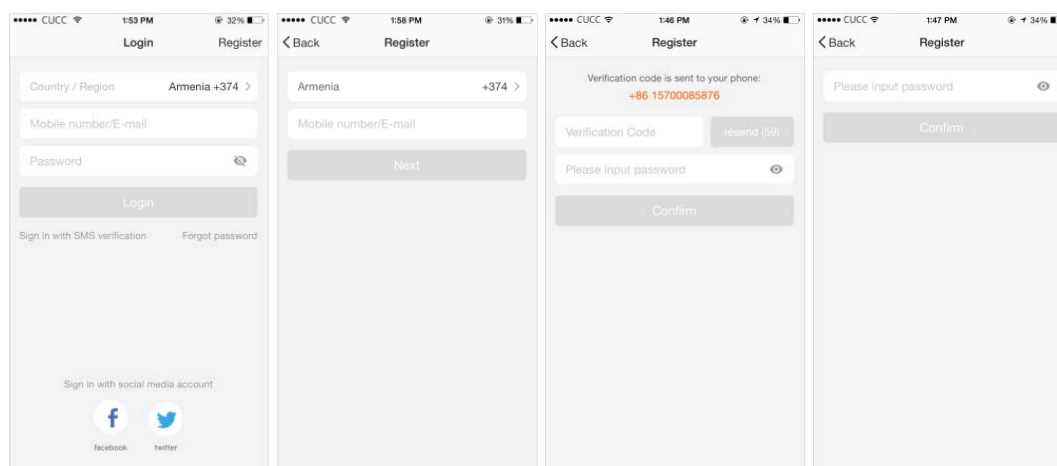 CUCC 1:53 PM 32%
Login Register
Country / Region Armenia +374
Mobile number/E-mail
Password
Login
Sign in with SMS verification Forgot password
Sign in with social media account
facebook twitter
CUCC 1:58 PM 31%
Back Register
Armenia +374
Mobile number/E-mail
Next
CUCC 1:46 PM 34%
Back Register
Verification code is sent to your phone:
+86 15700085876
Verification Code resend (59)
Please input password
Confirm
CUCC 1:47 PM 34%
Back Register
Please input password
Confirm